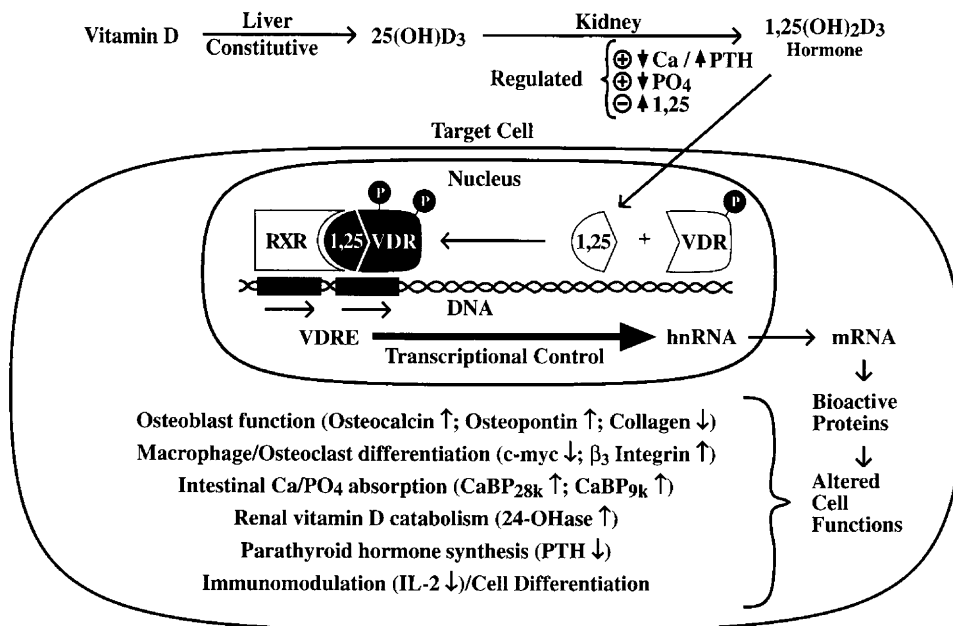 Vitamin D
Liver
Constitutive
25(OH)D3
Kidney
1,25(OH)2D3
Hormone
Regulated
⊕ ▼ Ca / ▲ PTH
⊕ ▼ PO4
⊖ ▲ 1,25
Target Cell
Nucleus
P
P
P
RXR
1,25
VDR
1,25
+
VDR
DNA
VDRE
Transcriptional Control
hnRNA
mRNA
Bioactive
Proteins
Altered
Cell
Functions
Osteoblast function (Osteocalcin ↑; Osteopontin ↑; Collagen ↓)
Macrophage/Osteoclast differentiation (c-myc ↓; β3 Integrin ↑)
Intestinal Ca/PO4 absorption (CaBP28k ↑; CaBP9k ↑)
Renal vitamin D catabolism (24-OHase ↑)
Parathyroid hormone synthesis (PTH ↓)
Immunomodulation (IL-2 ↓)/Cell Differentiation